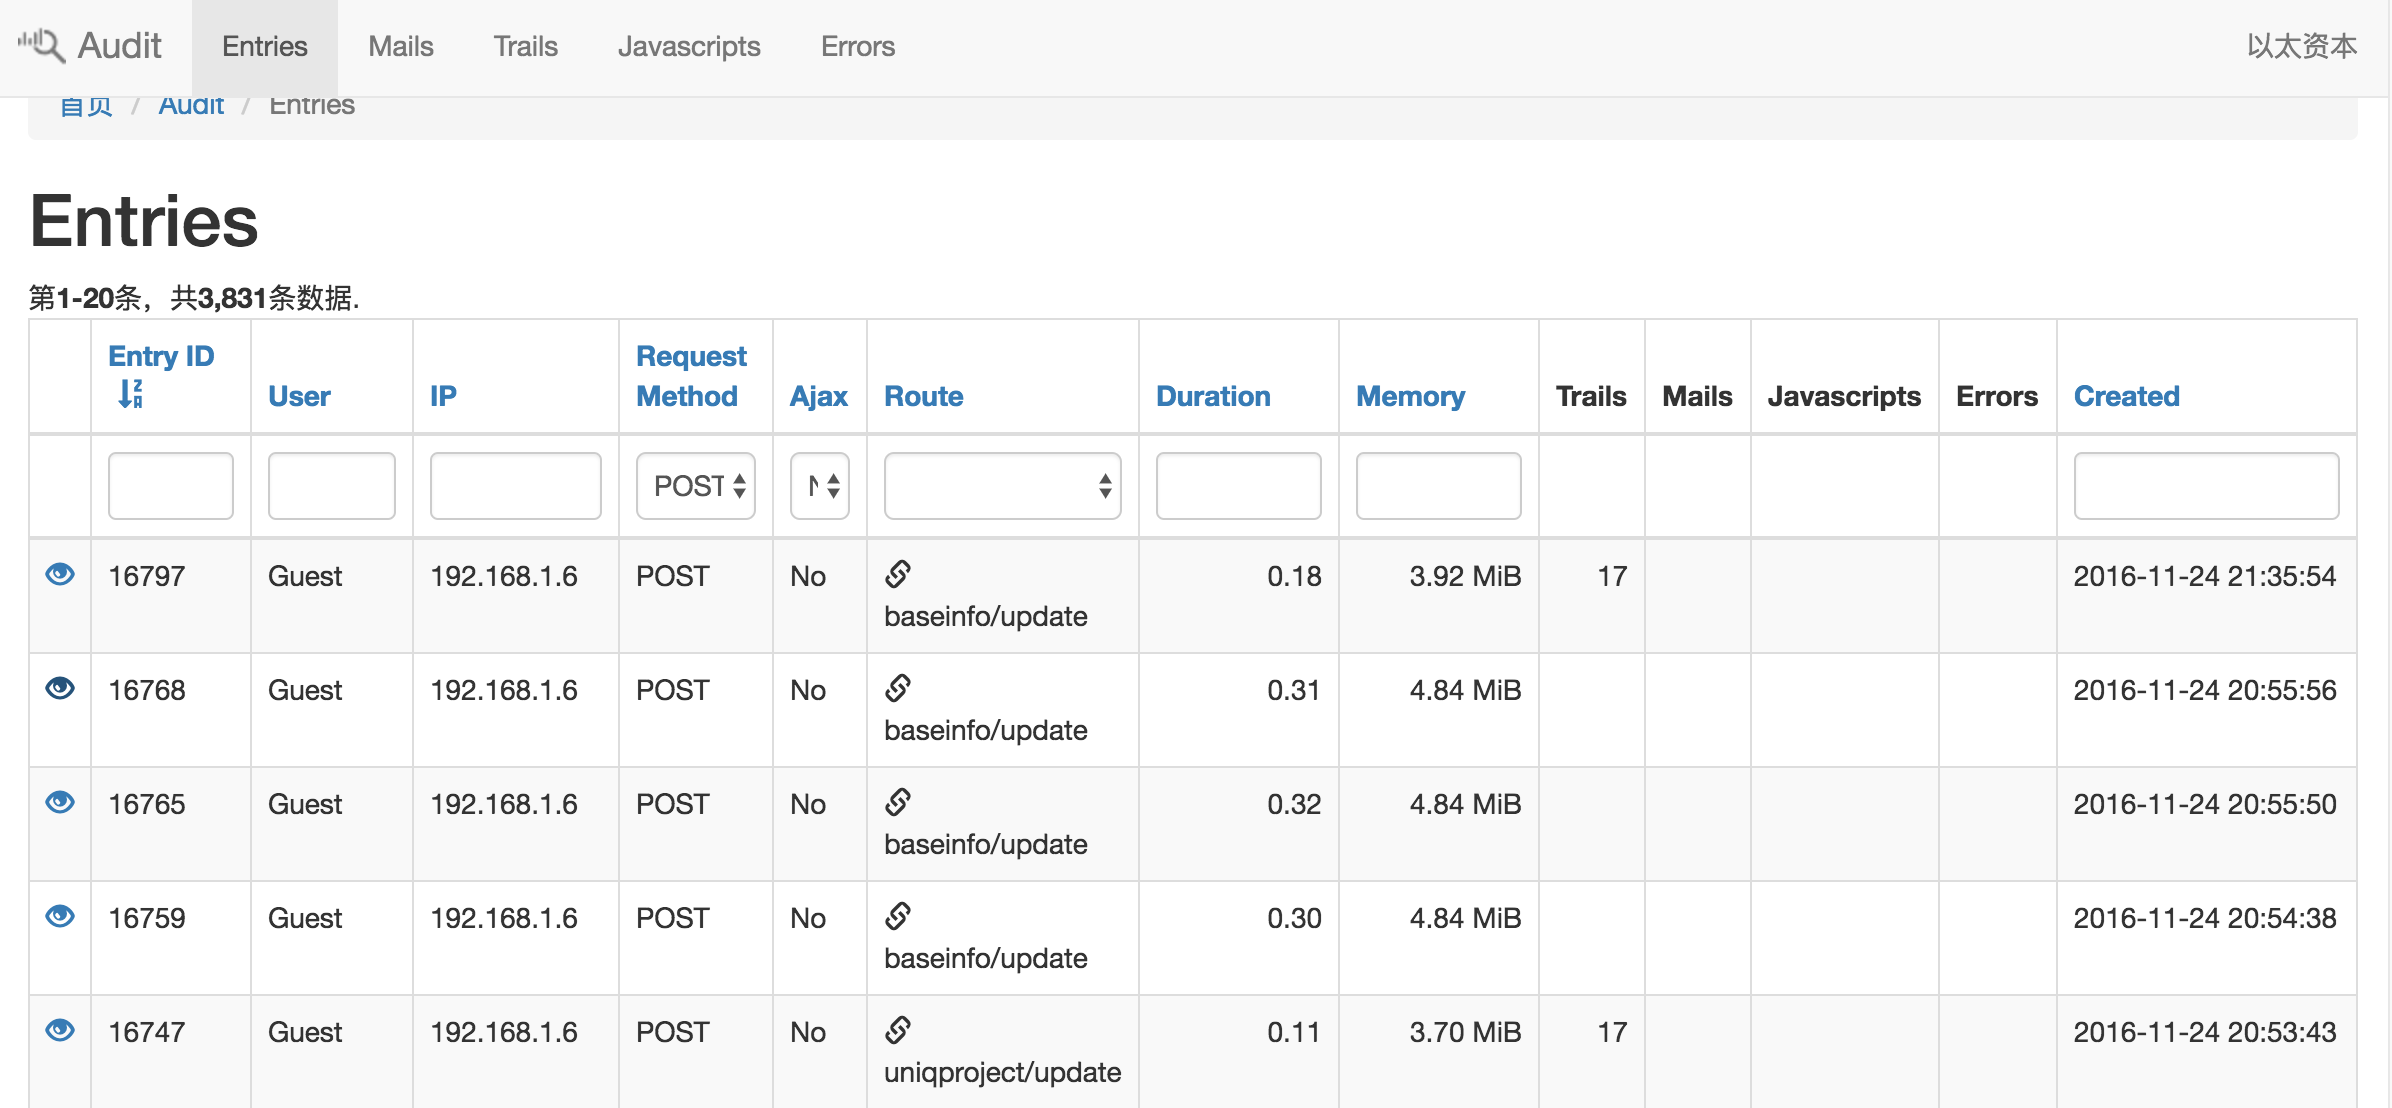 Audit Entries Mails Trails Javascripts Errors 以太资本
首页 / Audit / Entries
Entries
第1-20条，共3,831条数据.
Entry ID User IP Request Method Ajax Route Duration Memory Trails Mails Javascripts Errors Created
POST
16797 Guest 192.168.1.6 POST No baseinfo/update 0.18 3.92 MiB 17 2016-11-24 21:35:54
16768 Guest 192.168.1.6 POST No baseinfo/update 0.31 4.84 MiB 2016-11-24 20:55:56
16765 Guest 192.168.1.6 POST No baseinfo/update 0.32 4.84 MiB 2016-11-24 20:55:50
16759 Guest 192.168.1.6 POST No baseinfo/update 0.30 4.84 MiB 2016-11-24 20:54:38
16747 Guest 192.168.1.6 POST No uniqproject/update 0.11 3.70 MiB 17 2016-11-24 20:53:43